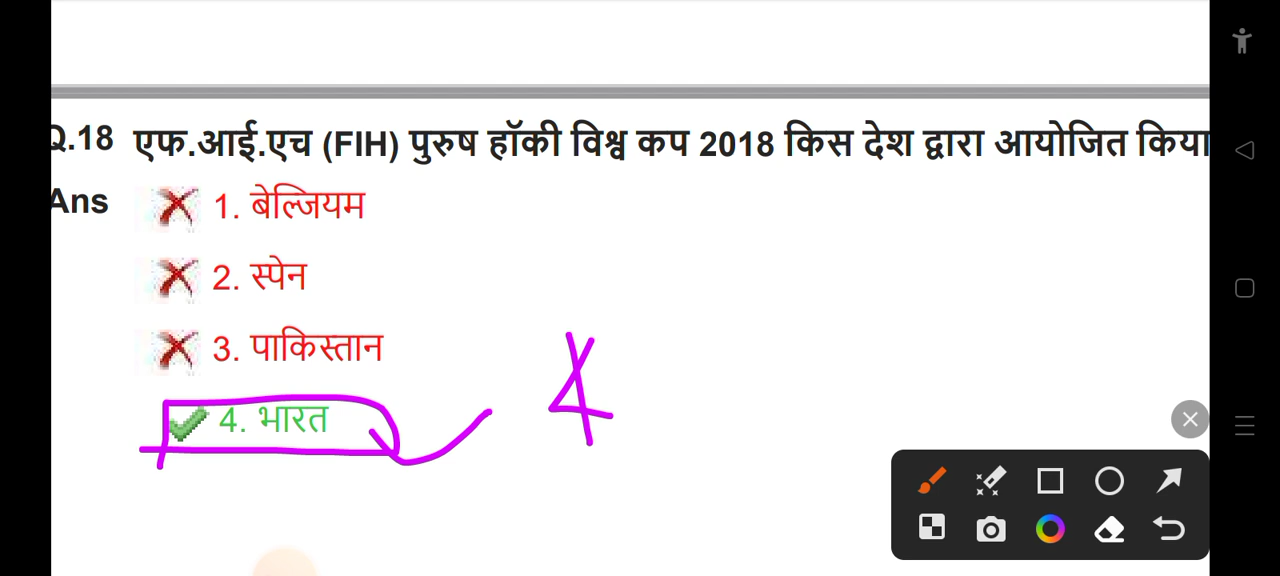 Q.18 एफ.आई.एच (FIH) पुरुष हॉकी विश्व कप 2018 किस देश द्वारा आयोजित किया
Ans 1. बेल्जियम
2. स्पेन
3. पाकिस्तान
4. भारत
4